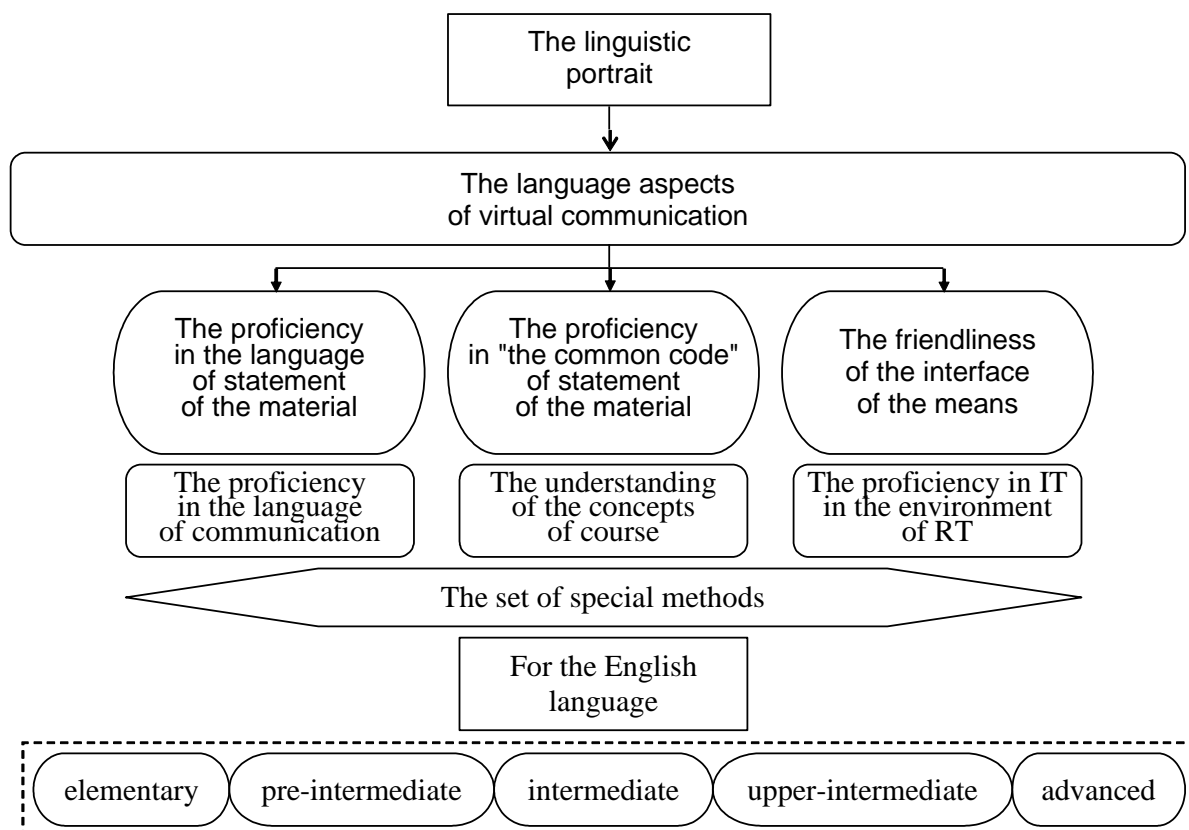 The linguistic
portrait
The language aspects
of virtual communication
The proficiency
in the language
of statement
of the material
The proficiency
in "the common code"
of statement
of the material
The friendliness
of the interface
of the means
The proficiency
in the language
of communication
The understanding
of the concepts
of course
The proficiency in IT
in the environment
of RT
The set of special methods
For the English
language
elementary
pre-intermediate
intermediate
upper-intermediate
advanced